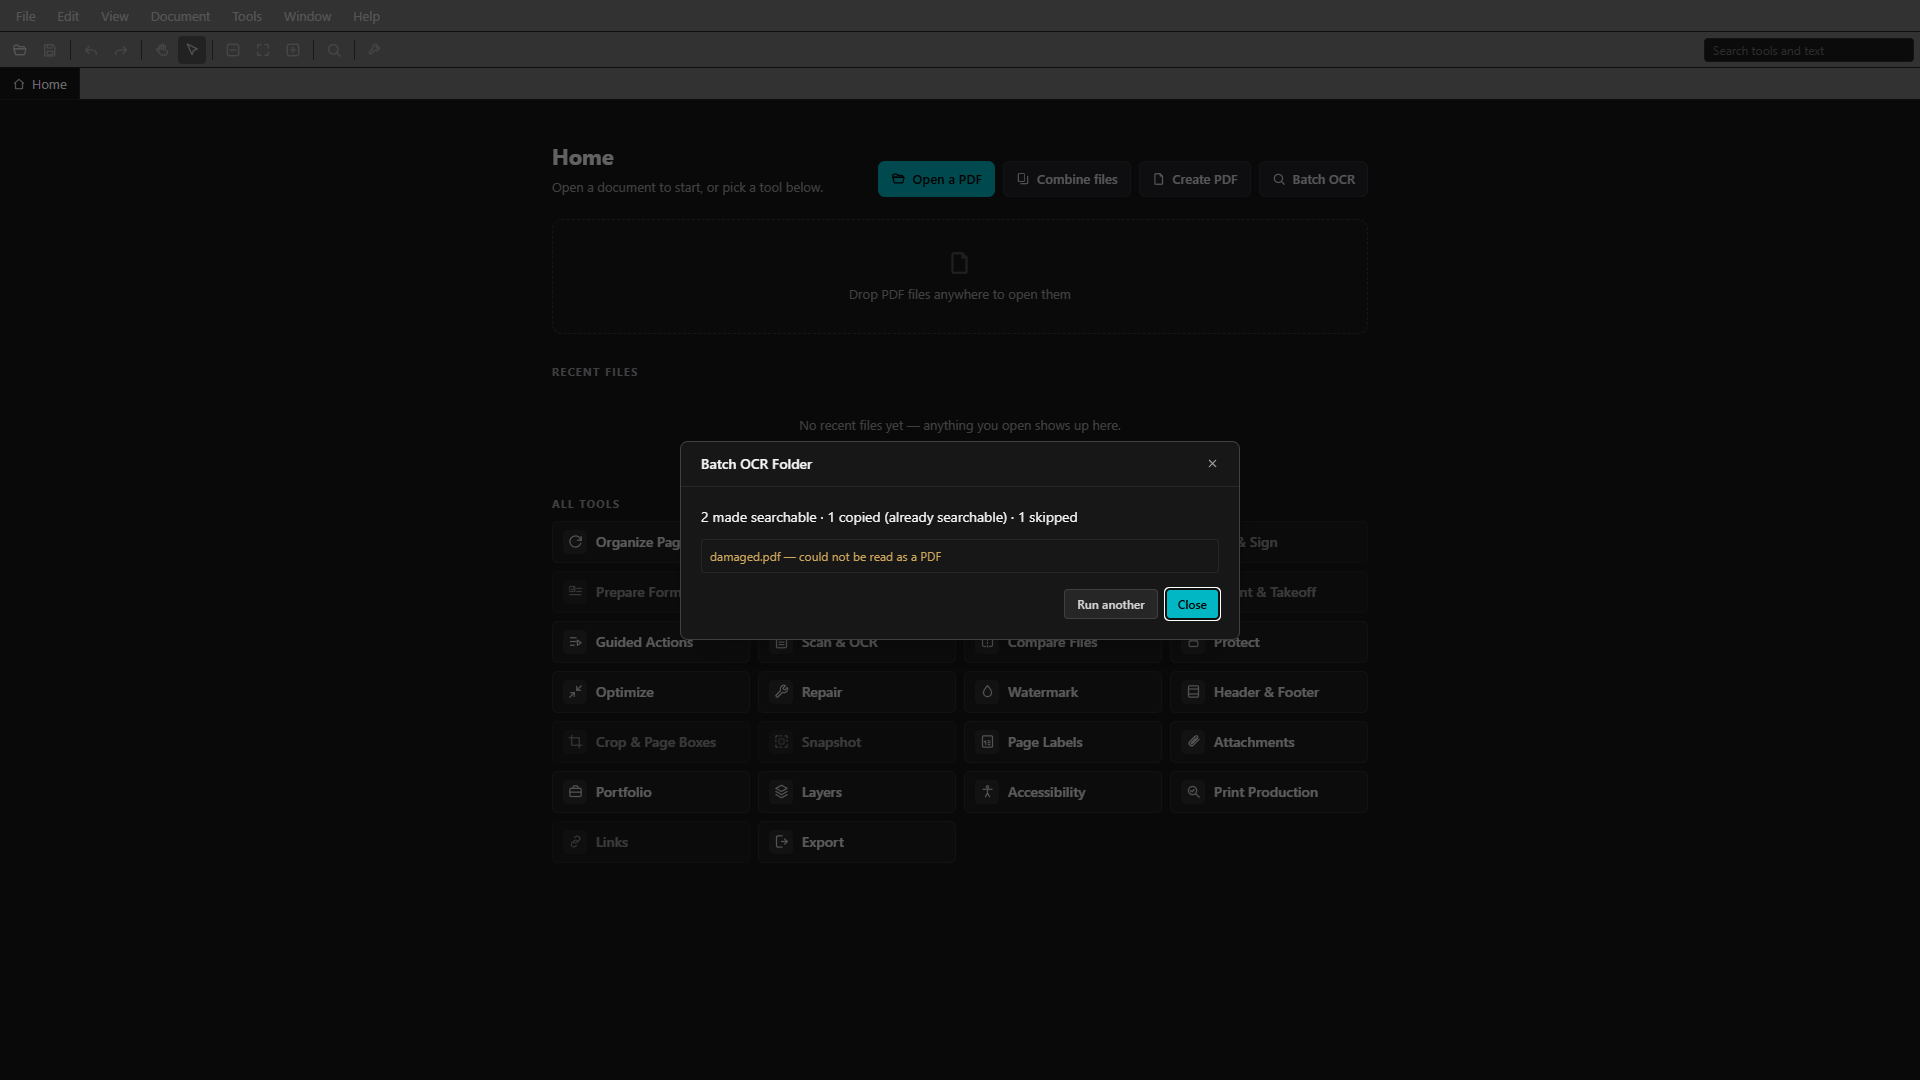 File Edit View Document Tools Window Help
Search tools and text
Home
Home
Open a document to start, or pick a tool below.
Open a PDF
Combine files
Create PDF
Batch OCR
Drop PDF files anywhere to open them
RECENT FILES
No recent files yet — anything you open shows up here.
Batch OCR Folder
2 made searchable · 1 copied (already searchable) · 1 skipped
damaged.pdf — could not be read as a PDF
Run another
Close
ALL TOOLS
Organize Pag
& Sign
Prepare Form
nt & Takeoff
Guided Actions
Scan & OCR
Compare Files
Protect
Optimize
Repair
Watermark
Header & Footer
Crop & Page Boxes
Snapshot
Page Labels
Attachments
Portfolio
Layers
Accessibility
Print Production
Links
Export